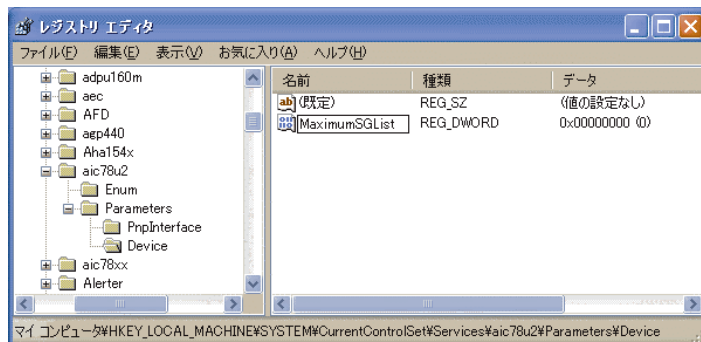 レジストリ エディタ
ファイル(F) 編集(E) 表示(V) お気に入り(A) ヘルプ(H)
adpu160m
aec
AFD
agp440
Aha154x
aic78u2
Enum
Parameters
PnpInterface
Device
aic78xx
Alerter
名前 種類 データ
ab (既定) REG_SZ (値の設定なし)
MaximumSGList REG_DWORD 0x00000000 (0)
マイ コンピュータ¥HKEY_LOCAL_MACHINE¥SYSTEM¥CurrentControlSet¥Services¥aic78u2¥Parameters¥Device